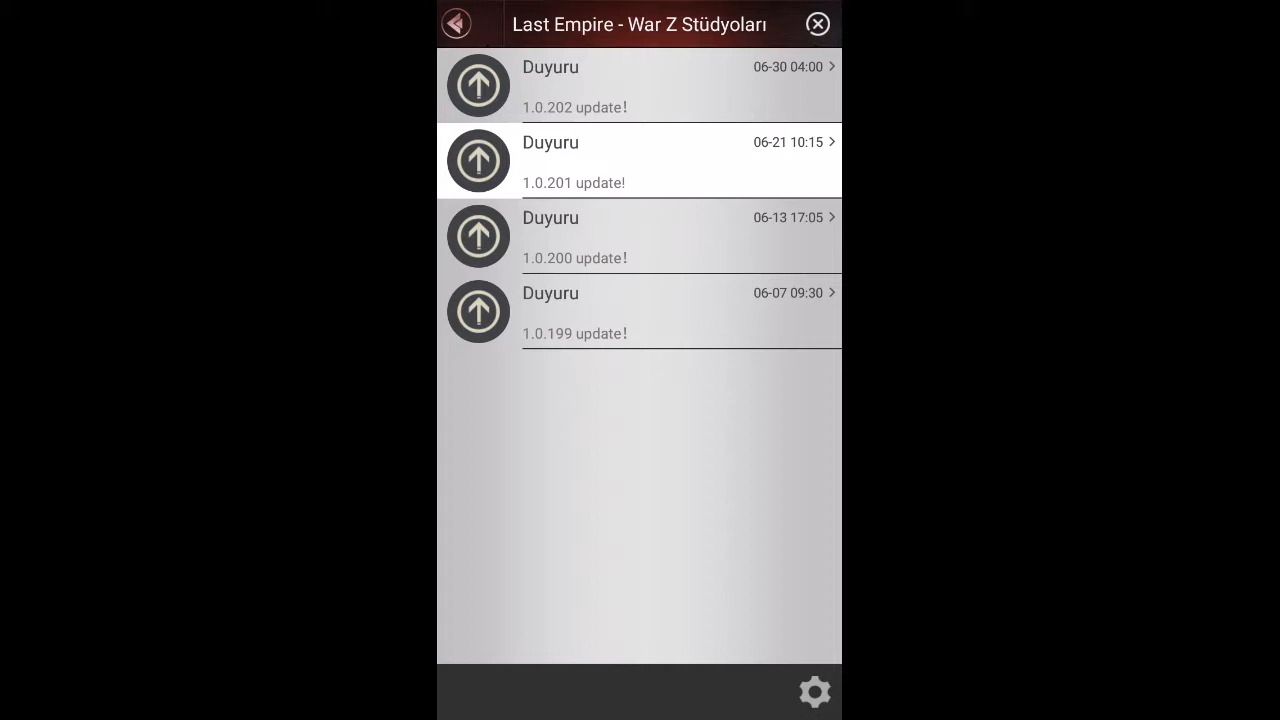 Last Empire - War Z Stüdyoları
Duyuru
06-30 04:00
1.0.202 update!
Duyuru
06-21 10:15
1.0.201 update!
Duyuru
06-13 17:05
1.0.200 update!
Duyuru
06-07 09:30
1.0.199 update!